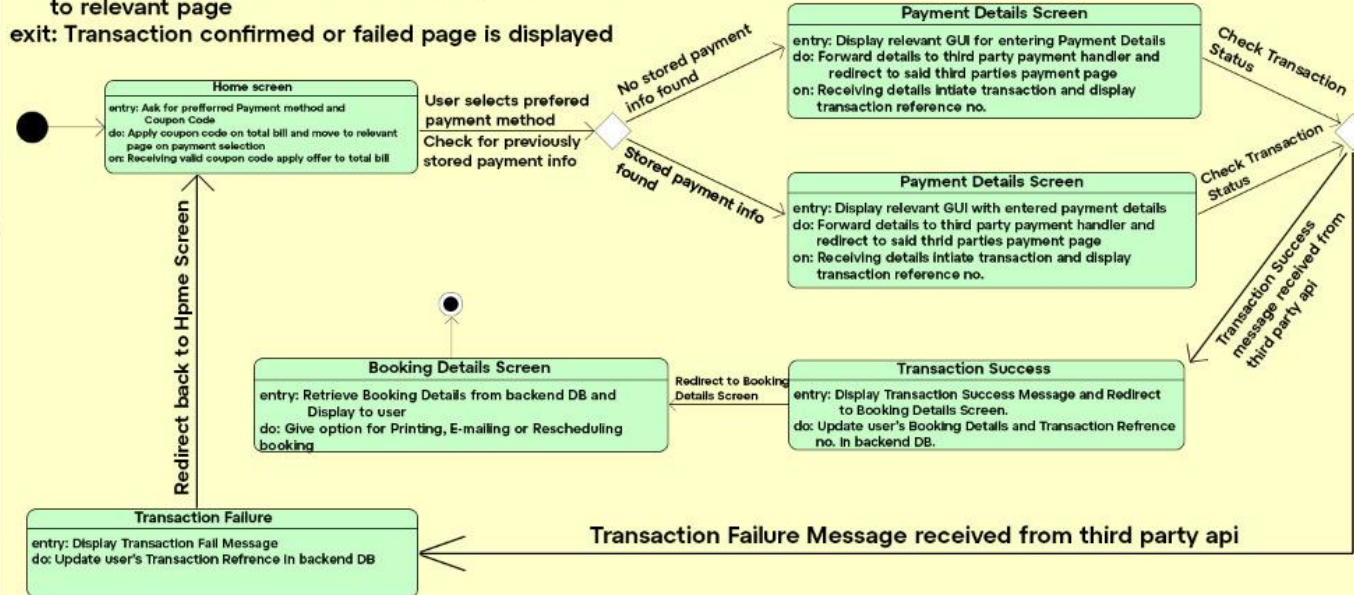 to relevant page
exit: Transaction confirmed or failed page is displayed
Home screen
entry: Ask for prefferred Payment method and
Coupon Code
do: Apply coupon code on total bill and move to relevant
page on payment selection
on: Receiving valid coupon code apply offer to total bill
User selects prefered
payment method
Check for previously
stored payment info
No stored payment
info found
Stored payment info
found
Payment Details Screen
entry: Display relevant GUI for entering Payment Details
do: Forward details to third party payment handler and
redirect to said third parties payment page
on: Receiving details intiate transaction and display
transaction reference no.
Check Transaction
Status
Payment Details Screen
entry: Display relevant GUI with entered payment details
do: Forward details to third party payment handler and
redirect to said thrid parties payment page
on: Receiving details intiate transaction and display
transaction reference no.
Check Transaction
Status
Transaction Success
message received from
third party api
Redirect back to Hpme Screen
Booking Details Screen
entry: Retrieve Booking Details from backend DB and
Display to user
do: Give option for Printing, E-mailing or Rescheduling
booking
Redirect to Booking
Details Screen
Transaction Success
entry: Display Transaction Success Message and Redirect
to Booking Details Screen.
do: Update user's Booking Details and Transaction Refrence
no. in backend DB.
Transaction Failure
entry: Display Transaction Fail Message
do: Update user's Transaction Refrence in backend DB
Transaction Failure Message received from third party api